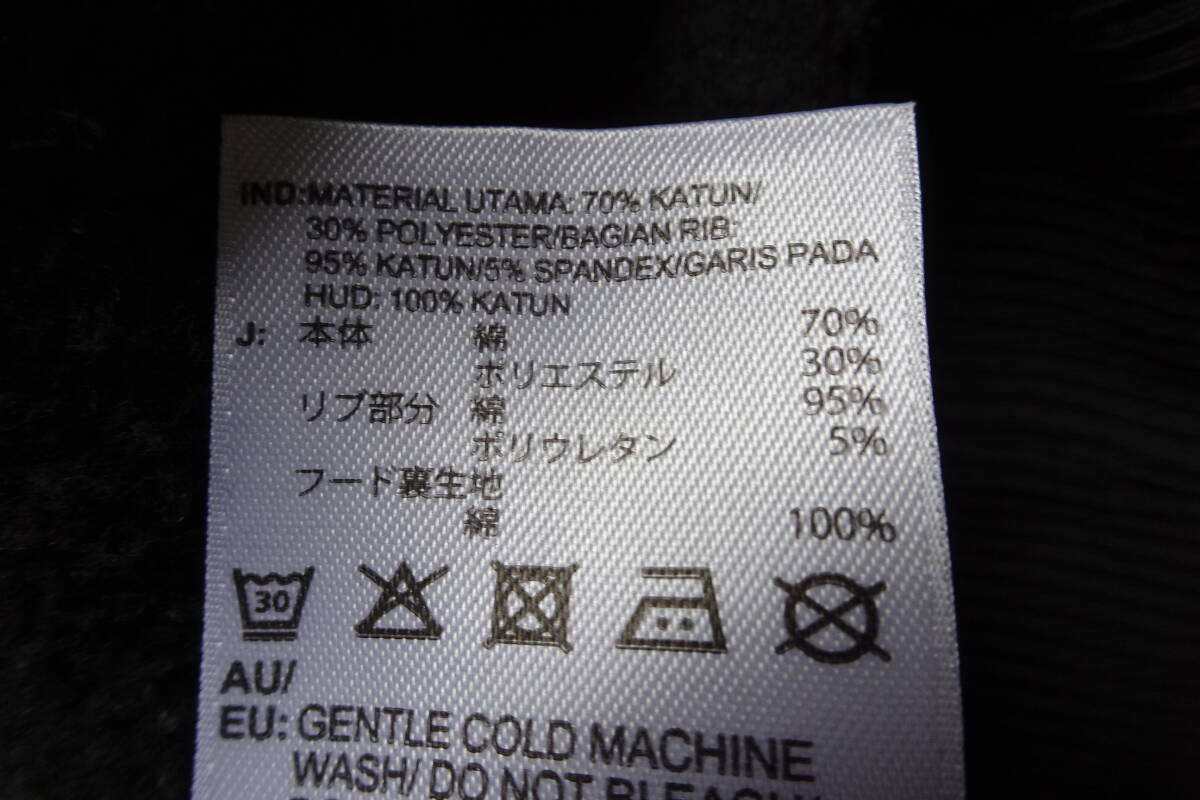 IND:MATERIAL UTAMA: 70% KATUN/
30% POLYESTER/BAGIAN RIB:
95% KATUN/5% SPANDEX/GARIS PADA
HUD: 100% KATUN
J: 本体 綿 70%
ポリエステル 30%
リブ部分 綿 95%
ポリウレタン 5%
フード裏生地
綿 100%
30
AU/
EU: GENTLE COLD MACHINE
WASH/ DO NOT BLEACH/